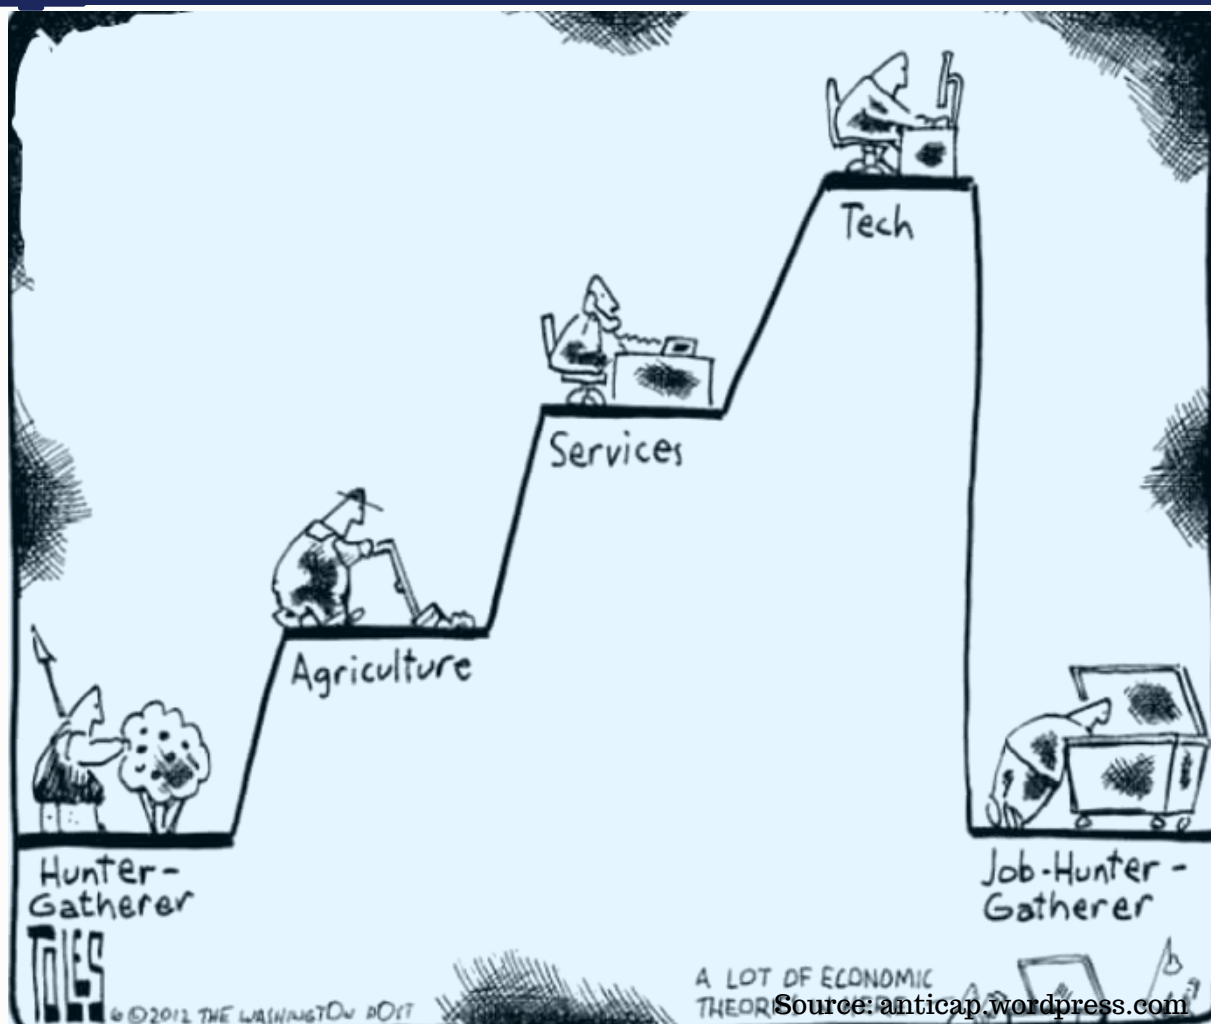 Tech
Services
Agriculture
Hunter-
Gatherer
Job-Hunter-
Gatherer
TOLES
©2012 THE WASHINGTON POST
A LOT OF ECONOMIC
Source: anticap.wordpress.com